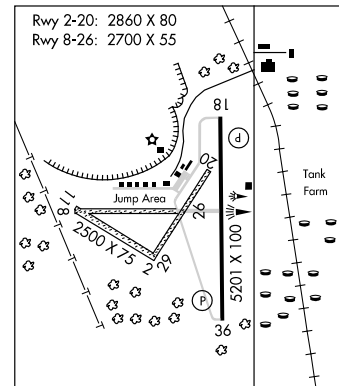 Rwy 2-20: 2860 X 80
Rwy 8-26: 2700 X 55
18
P
20
Tank
Farm
Jump Area
26
8
11
2500 X 75
2
29
5201 X 100
P
36